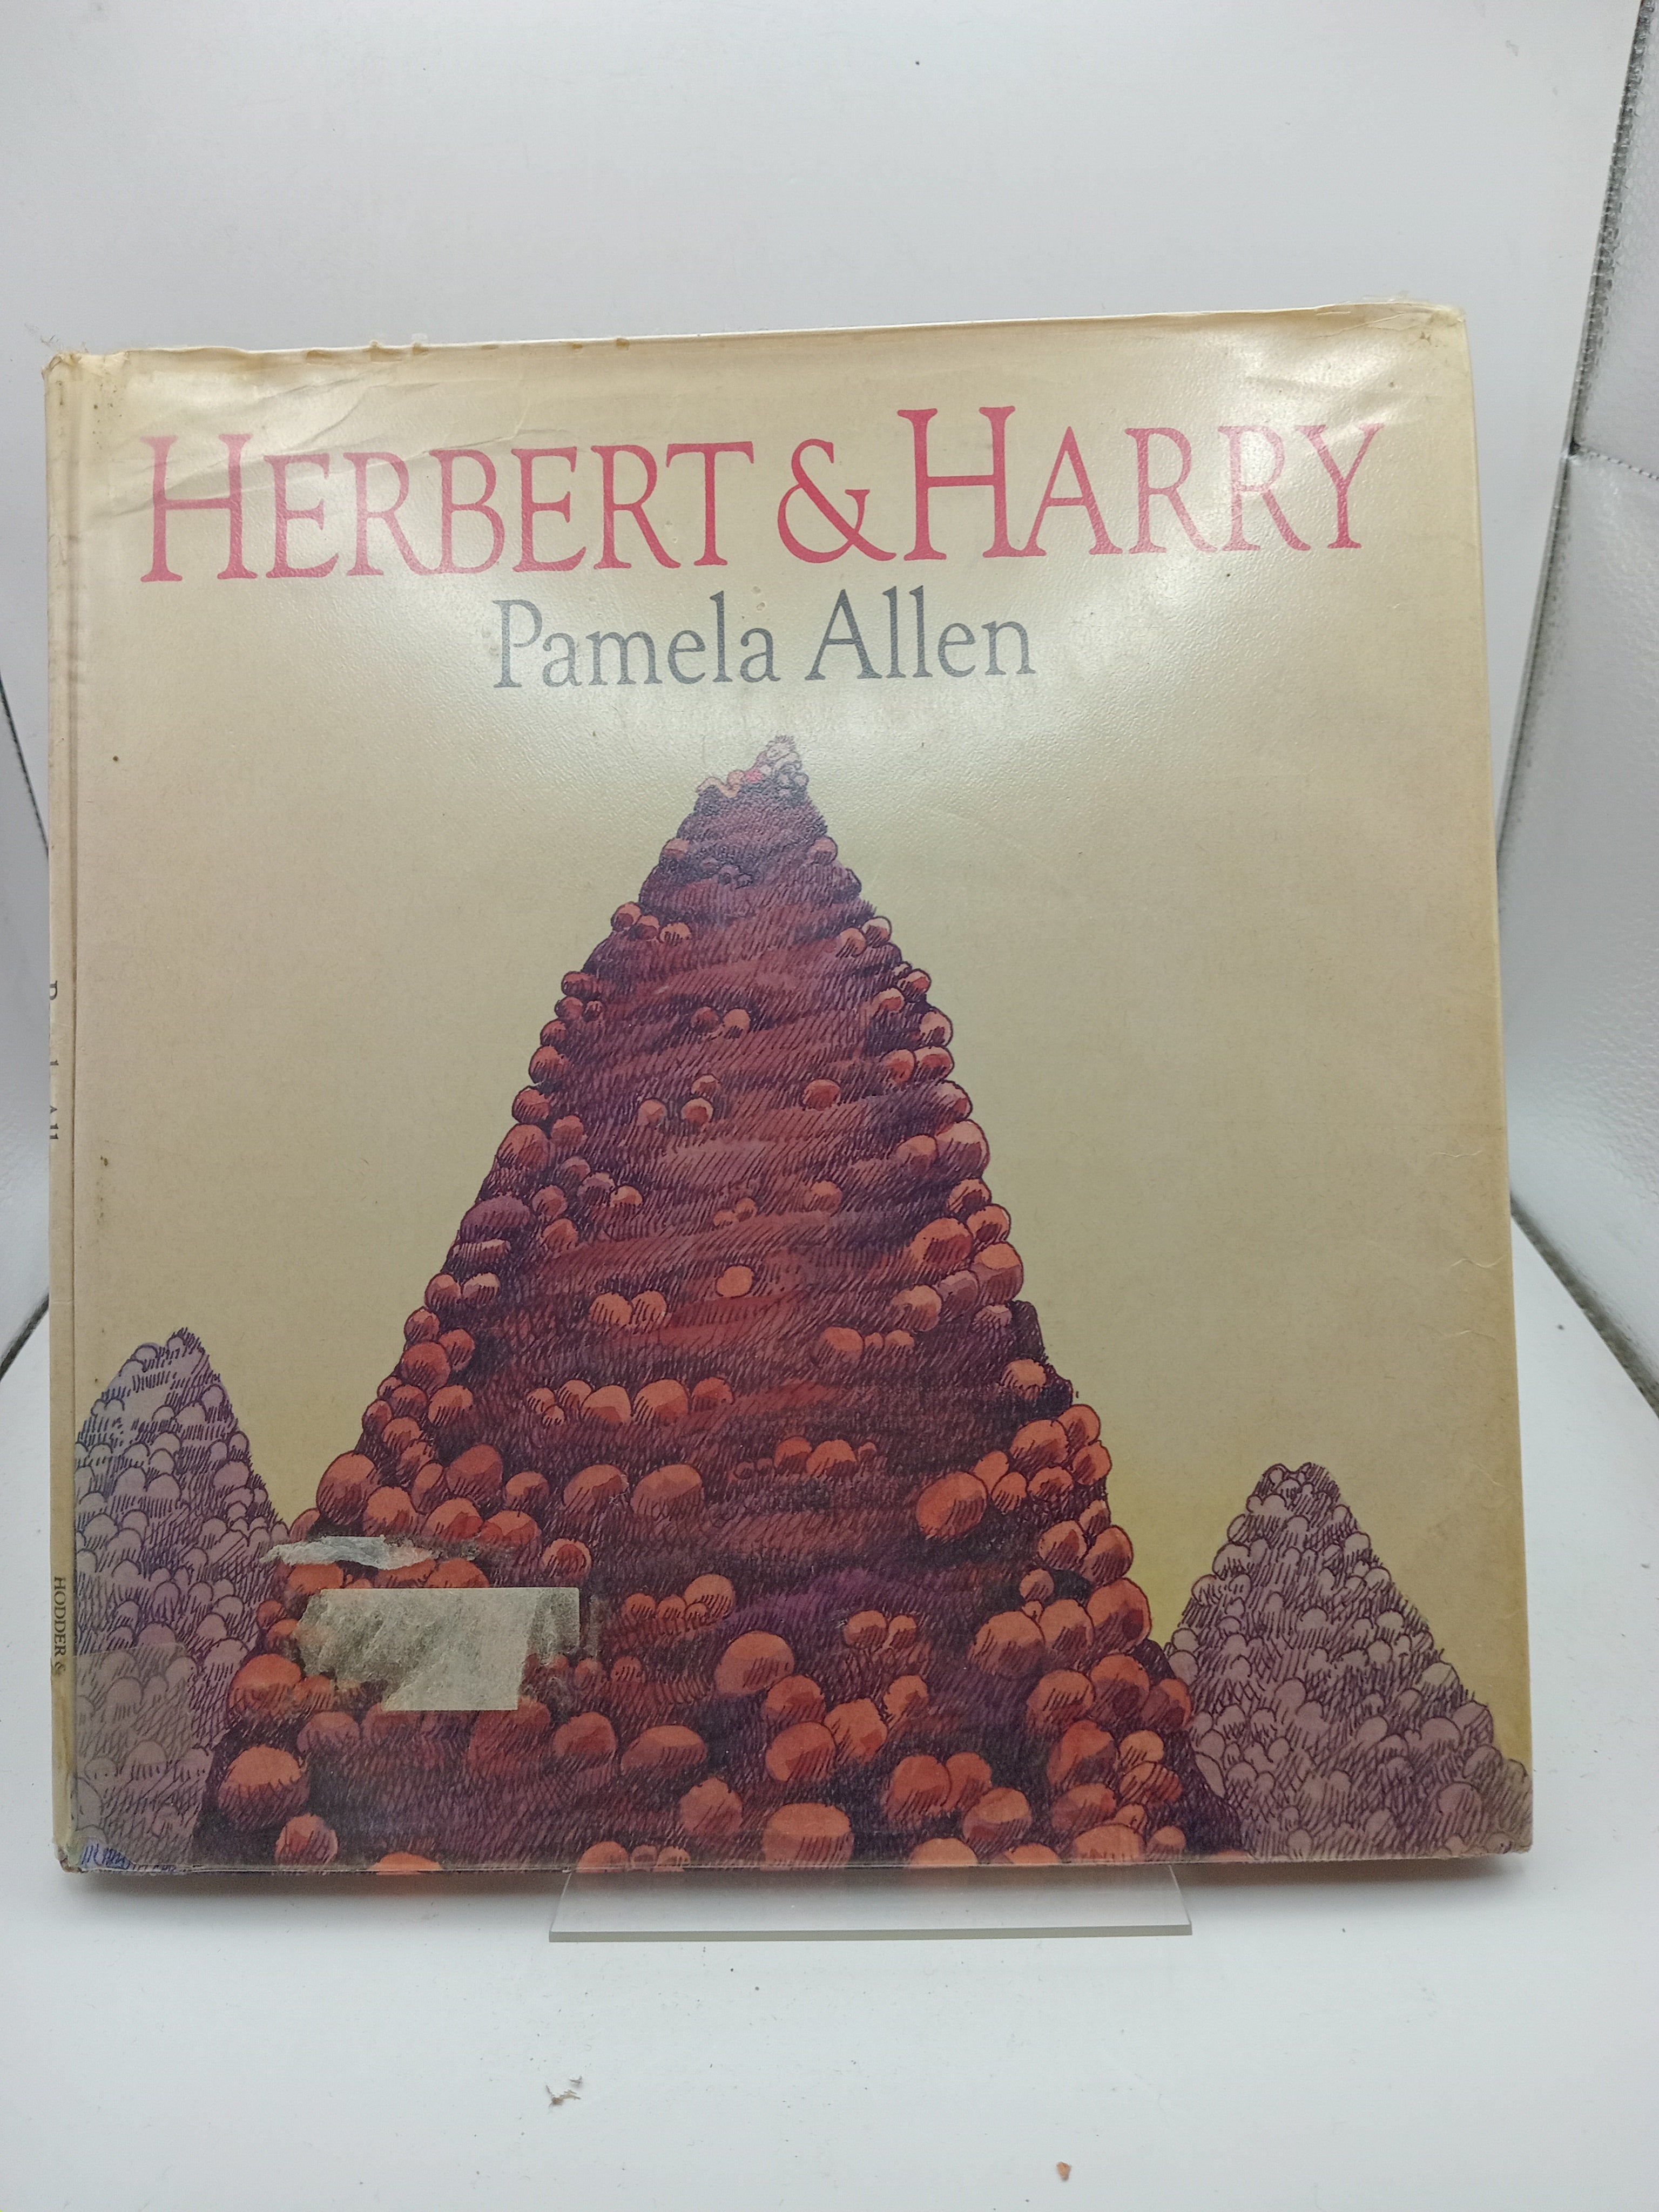 HERBERT & HARRY
Pamela Allen
HODDER &